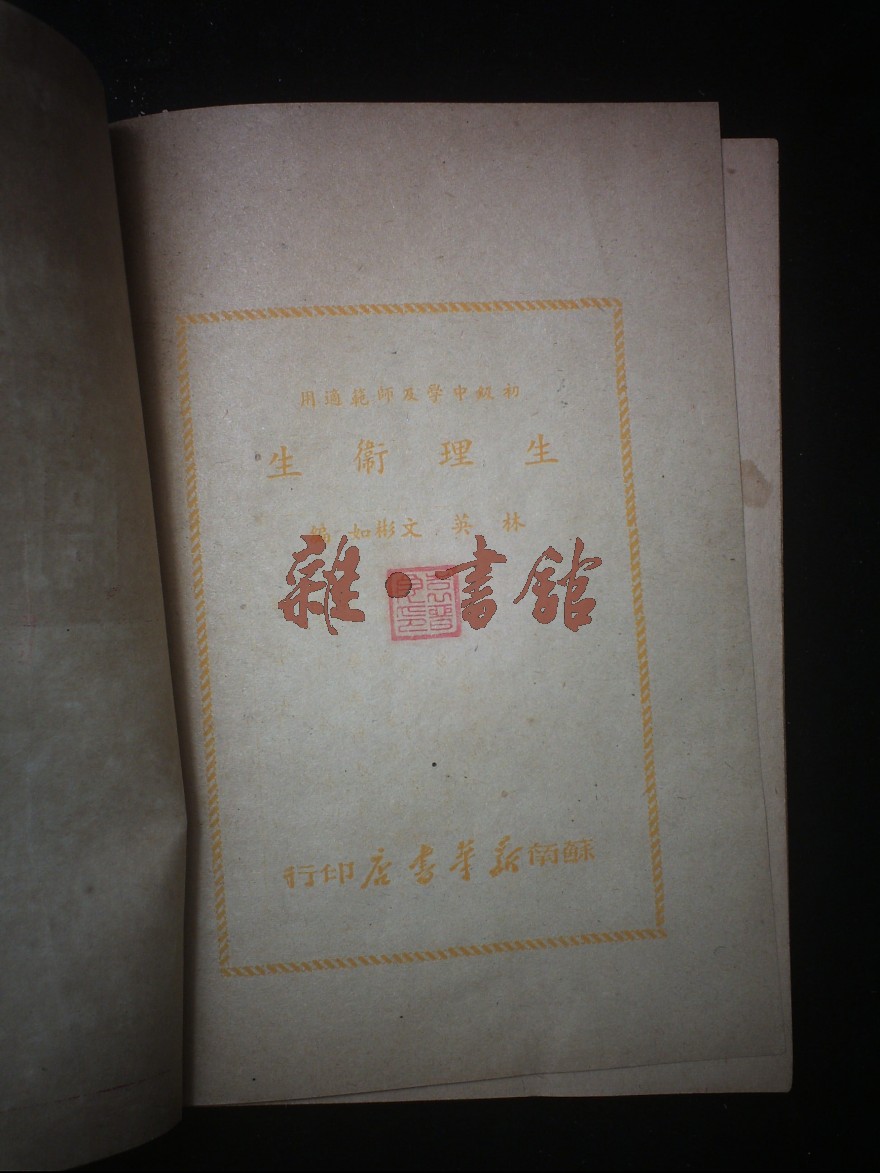 初級中學及師範適用
生理衞生
林英 文彬如 編
雜·書舘
蘇南新華書店印行